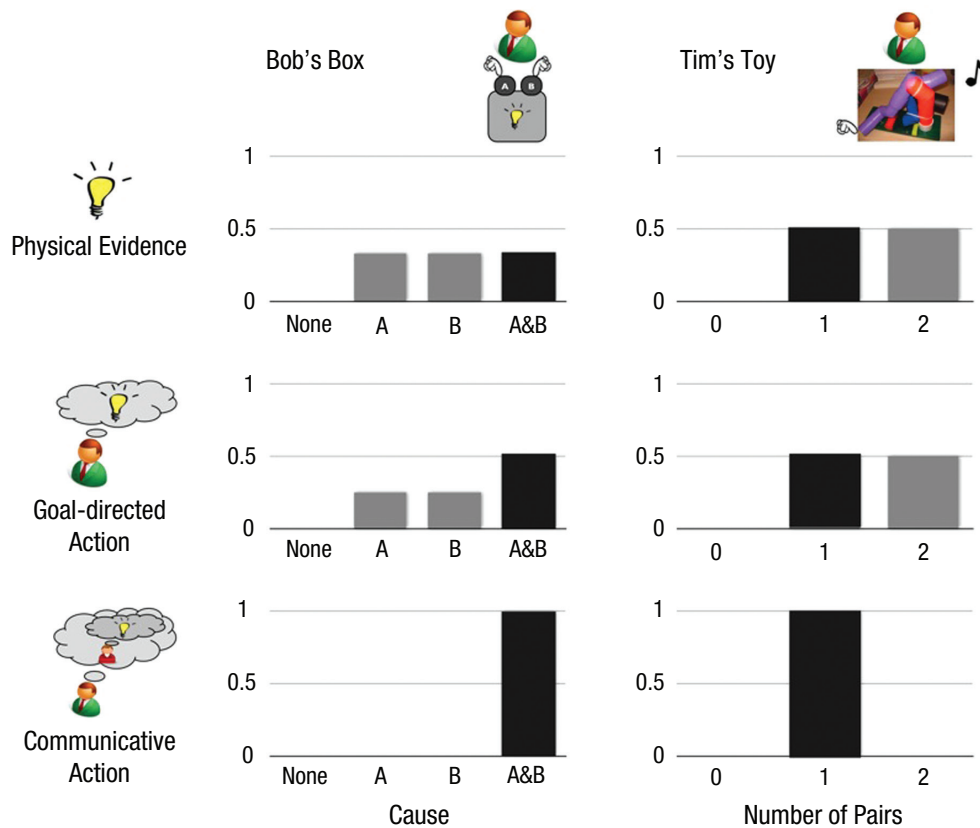 Bob's Box
Tim's Toy
A B
Physical Evidence
1
0.5
0
None A B A&B
1
0.5
0
0 1 2
Goal-directed
Action
1
0.5
0
None A B A&B
1
0.5
0
0 1 2
Communicative
Action
1
0.5
0
None A B A&B
Cause
1
0.5
0
0 1 2
Number of Pairs